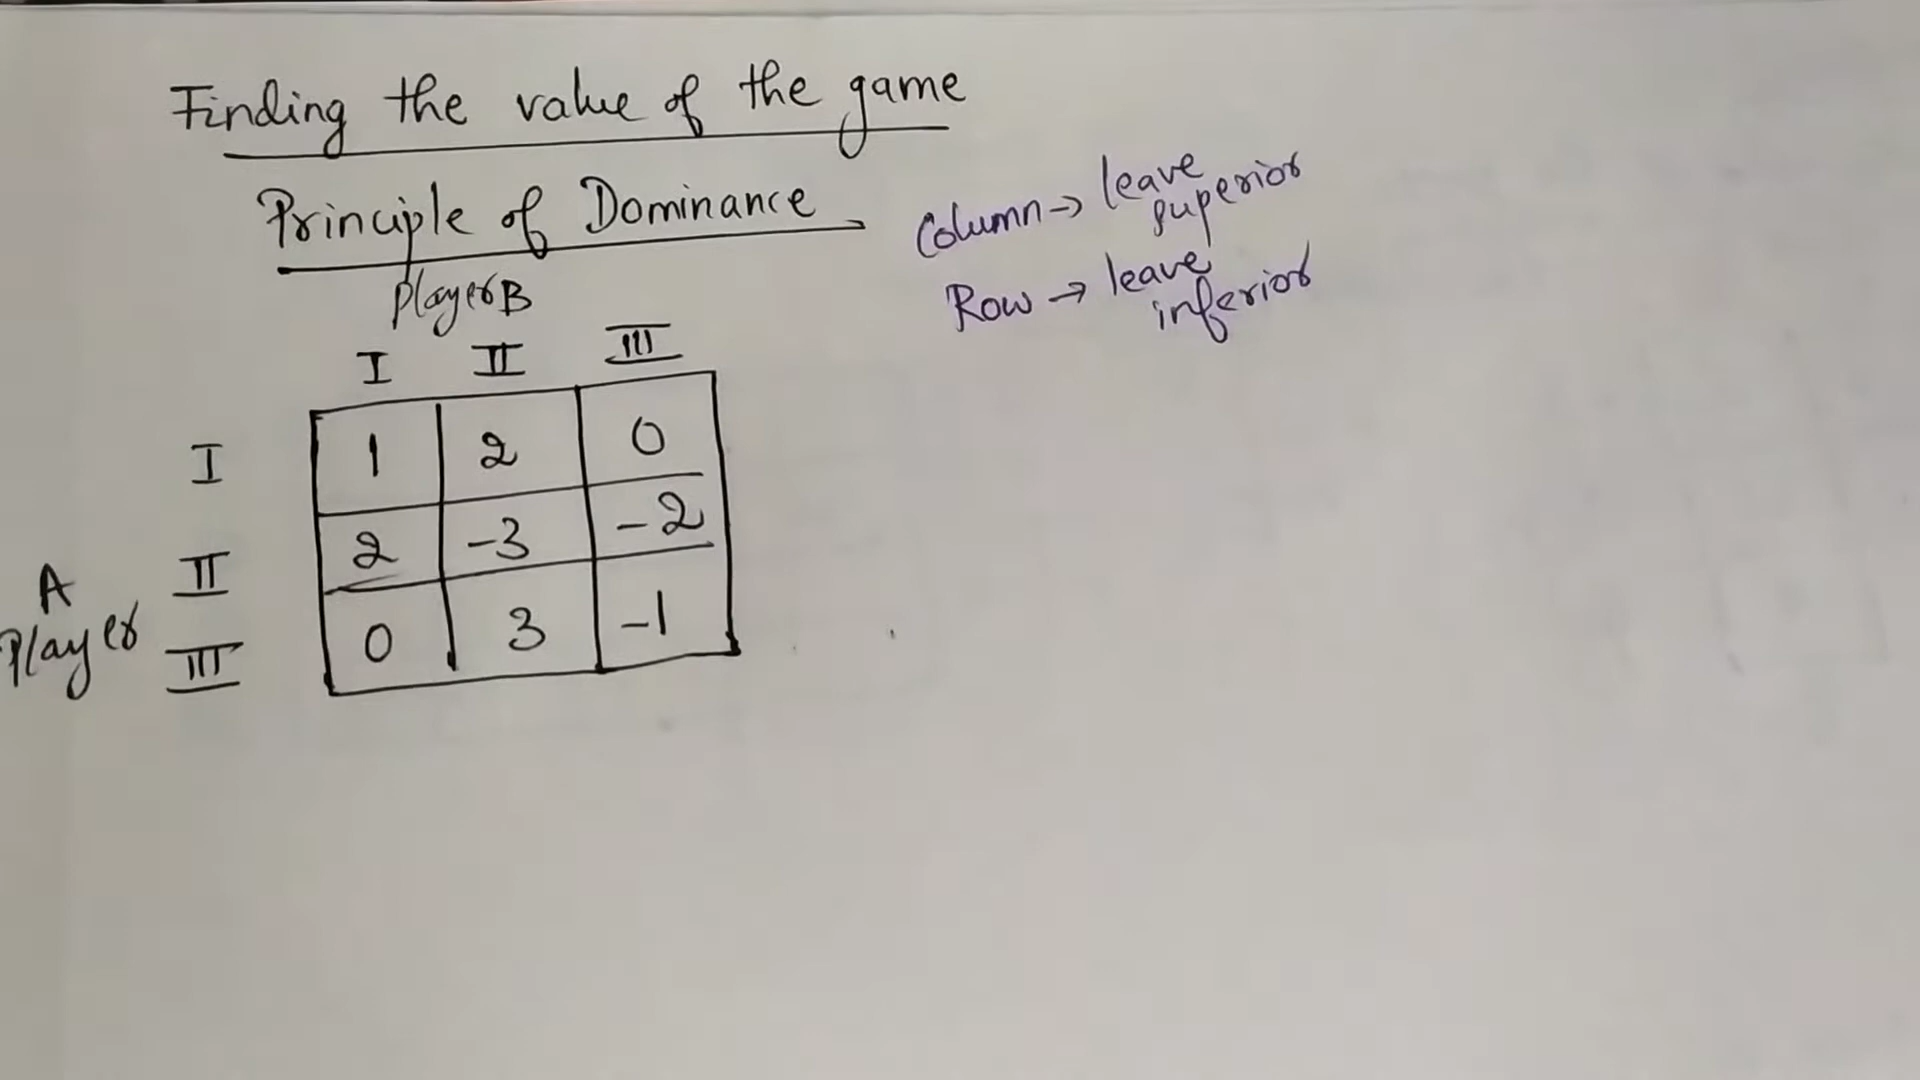 Finding the value of the game
Principle of Dominance
Column → leave superior
Row → leave inferior
Player B
I II III
I 1 2 0
II 2 -3 -2
III 0 3 -1
A
Player